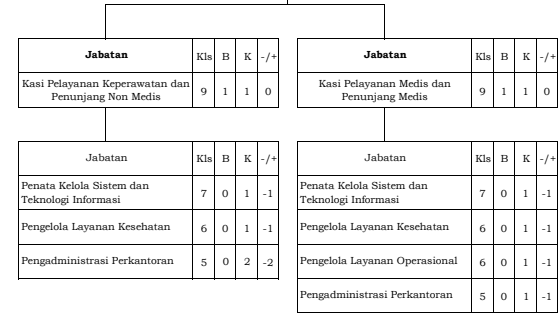 Jabatan Kls B K -/+
Kasi Pelayanan Keperawatan dan
Penunjang Non Medis 9 1 1 0
Jabatan Kls B K -/+
Kasi Pelayanan Medis dan
Penunjang Medis 9 1 1 0
Jabatan Kls B K -/+
Penata Kelola Sistem dan
Teknologi Informasi 7 0 1 -1
Pengelola Layanan Kesehatan 6 0 1 -1
Pengadministrasi Perkantoran 5 0 2 -2
Jabatan Kls B K -/+
Penata Kelola Sistem dan
Teknologi Informasi 7 0 1 -1
Pengelola Layanan Kesehatan 6 0 1 -1
Pengelola Layanan Operasional 6 0 1 -1
Pengadministrasi Perkantoran 5 0 1 -1